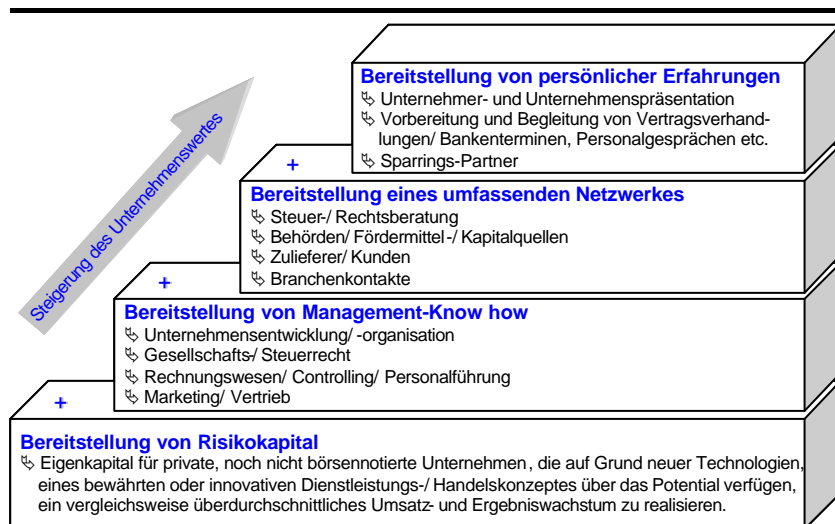 Bereitstellung von persönlicher Erfahrungen
Unternehmer- und Unternehmenspräsentation
Vorbereitung und Begleitung von Vertragsverhand-
lungen/ Bankenterminen, Personalgesprächen etc.
Sparrings-Partner
+
Bereitstellung eines umfassenden Netzwerkes
Steuer-/ Rechtsberatung
Behörden/ Fördermittel-/ Kapitalquellen
Zulieferer/ Kunden
Branchenkontakte
+
Bereitstellung von Management-Know how
Unternehmensentwicklung/ -organisation
Gesellschafts-/ Steuerrecht
Rechnungswesen/ Controlling/ Personalführung
Marketing/ Vertrieb
+
Bereitstellung von Risikokapital
Eigenkapital für private, noch nicht börsennotierte Unternehmen, die auf Grund neuer Technologien,
eines bewährten oder innovativen Dienstleistungs-/ Handelskonzeptes über das Potential verfügen,
ein vergleichsweise überdurchschnittliches Umsatz- und Ergebniswachstum zu realisieren.
Steigerung des Unternehmenswertes